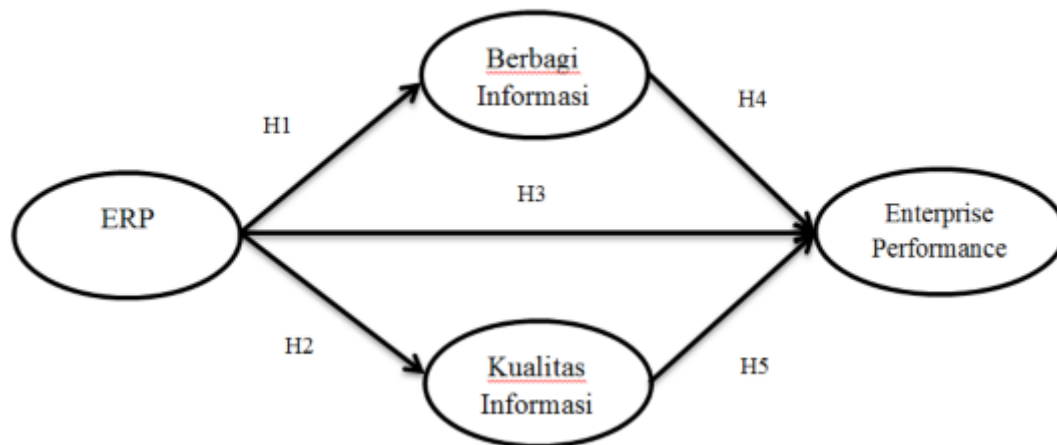 Berbagi
Informasi
H1
H4
ERP
H3
Enterprise
Performance
H2
Kualitas
Informasi
H5